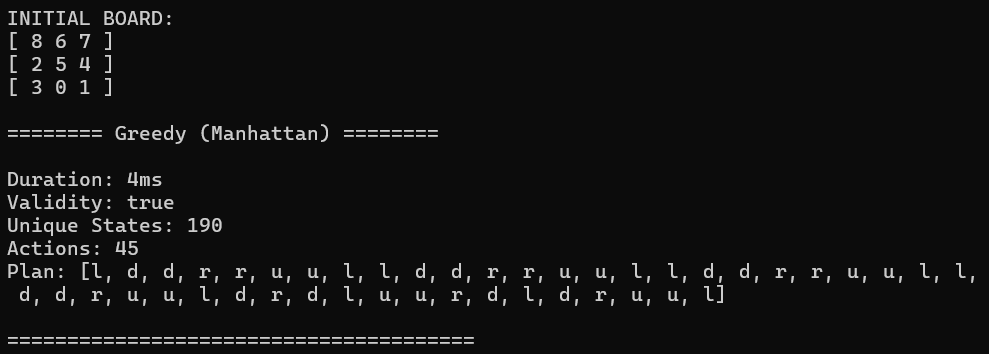 INITIAL BOARD:
[ 8 6 7 ]
[ 2 5 4 ]
[ 3 0 1 ]
======== Greedy (Manhattan) ========
Duration: 4ms
Validity: true
Unique States: 190
Actions: 45
Plan: [l, d, d, r, r, u, u, l, l, d, d, r, r, u, u, l, l, d, d, r, r, u, u, l, l,
d, d, r, u, u, l, d, r, d, l, u, u, r, d, l, d, r, u, u, l]
=======================================